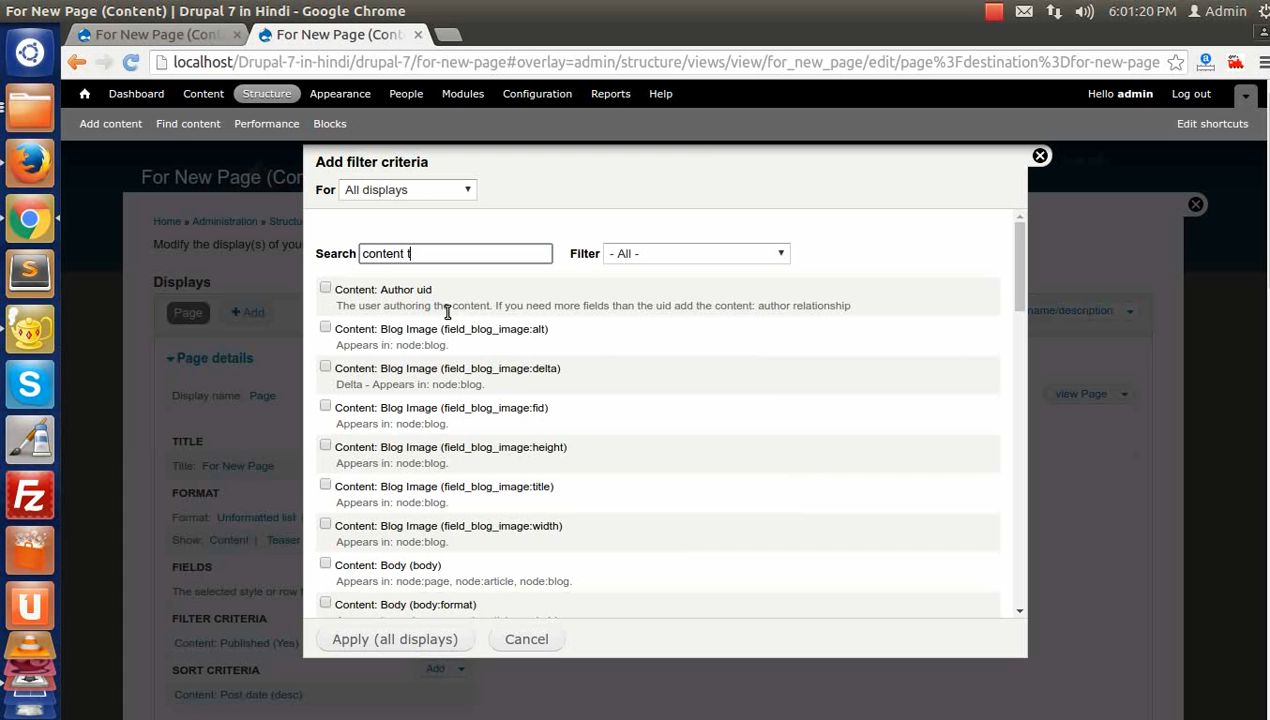 For New Page (Content) | Drupal 7 in Hindi - Google Chrome
6:01:20 PM Admin
For New Page (Cont ×
For New Page (Cont ×
localhost/Drupal-7-in-hindi/drupal-7/for-new-page#overlay=admin/structure/views/view/for_new_page/edit/page%3Fdestination%3Dfor-new-page
Dashboard Content Structure Appearance People Modules Configuration Reports Help Hello admin Log out
Add content Find content Performance Blocks Edit shortcuts
Add filter criteria
For New Page (Con
For All displays
Home » Administration » Struct
Modify the display(s) of your
Search content t Filter - All -
Displays
Content: Author uid
The user authoring the content. If you need more fields than the uid add the content: author relationship
Page Add name/description
Content: Blog Image (field_blog_image:alt)
Appears in: node:blog.
Page details
Content: Blog Image (field_blog_image:delta)
Delta - Appears in: node:blog.
Display name: Page view Page
Content: Blog Image (field_blog_image:fid)
Appears in: node:blog.
TITLE
Content: Blog Image (field_blog_image:height)
Title: For New Page
Appears in: node:blog.
FORMAT
Content: Blog Image (field_blog_image:title)
Appears in: node:blog.
Format: Unformatted list
Content: Blog Image (field_blog_image:width)
Show: Content | Teaser
Appears in: node:blog.
FIELDS
Content: Body (body)
The selected style or row f
Appears in: node:page, node:article, node:blog.
Content: Body (body:format)
FILTER CRITERIA
Content: Published (Yes)
Apply (all displays) Cancel
SORT CRITERIA Add
Content: Post date (desc)